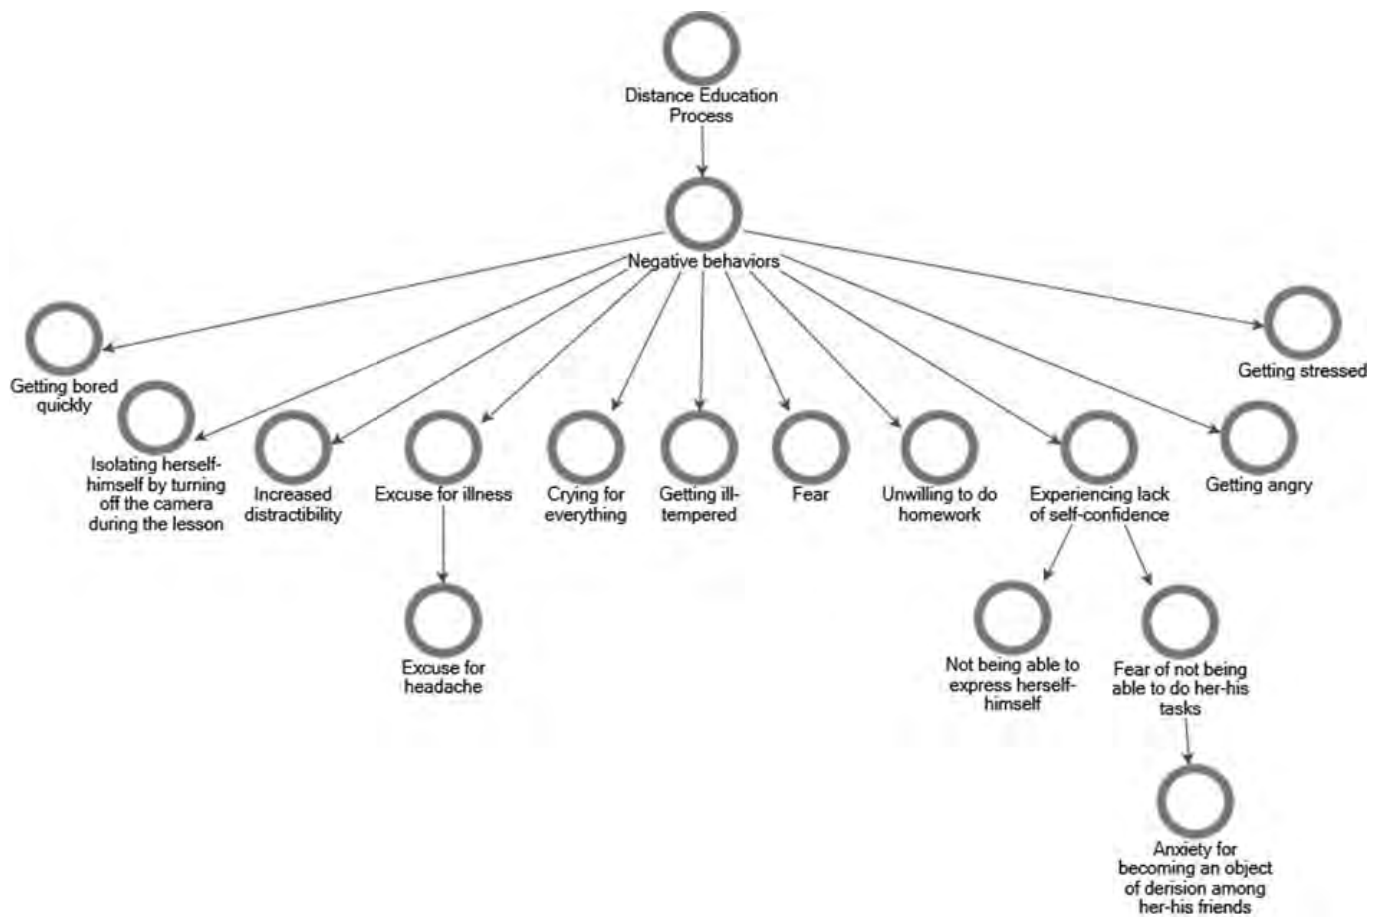 Distance Education
Process
Negative behaviors
Getting bored
quickly
Isolating herself-
himself by turning
off the camera
during the lesson
Increased
distractibility
Excuse for illness
Crying for
everything
Getting ill-
tempered
Fear
Unwilling to do
homework
Experiencing lack
of self-confidence
Getting angry
Getting stressed
Excuse for
headache
Not being able to
express herself-
himself
Fear of not being
able to do her-his
tasks
Anxiety for
becoming an object
of derision among
her-his friends